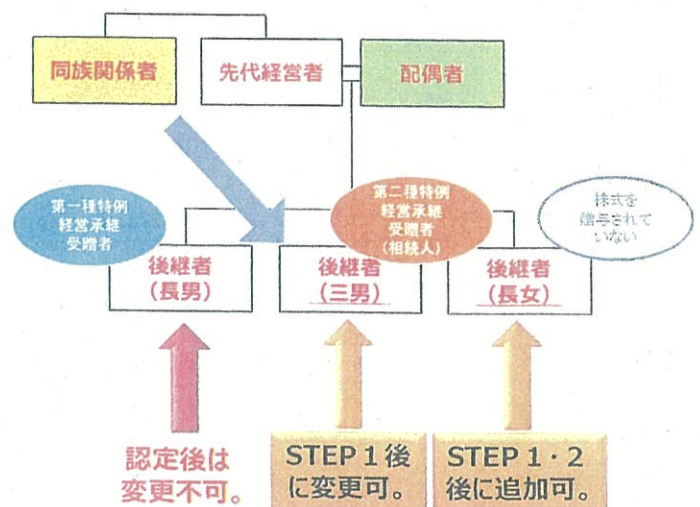 同族関係者
先代経営者
配偶者
第一種特例
経営承継
受贈者
第二種特例
経営承継
受贈者
(相続人)
株式を
贈与されて
いない
後継者
(長男)
後継者
(三男)
後継者
(長女)
認定後は
変更不可。
STEP1後
に変更可。
STEP1・2
後に追加可。